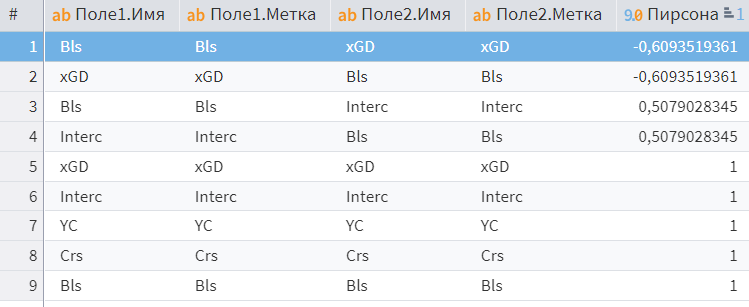 # ab Поле1.Имя ab Поле1.Метка ab Поле2.Имя ab Поле2.Метка 9.0 Пирсона 1
1 Bls Bls xGD xGD -0,6093519361
2 xGD xGD Bls Bls -0,6093519361
3 Bls Bls Interc Interc 0,5079028345
4 Interc Interc Bls Bls 0,5079028345
5 xGD xGD xGD xGD 1
6 Interc Interc Interc Interc 1
7 YC YC YC YC 1
8 Crs Crs Crs Crs 1
9 Bls Bls Bls Bls 1